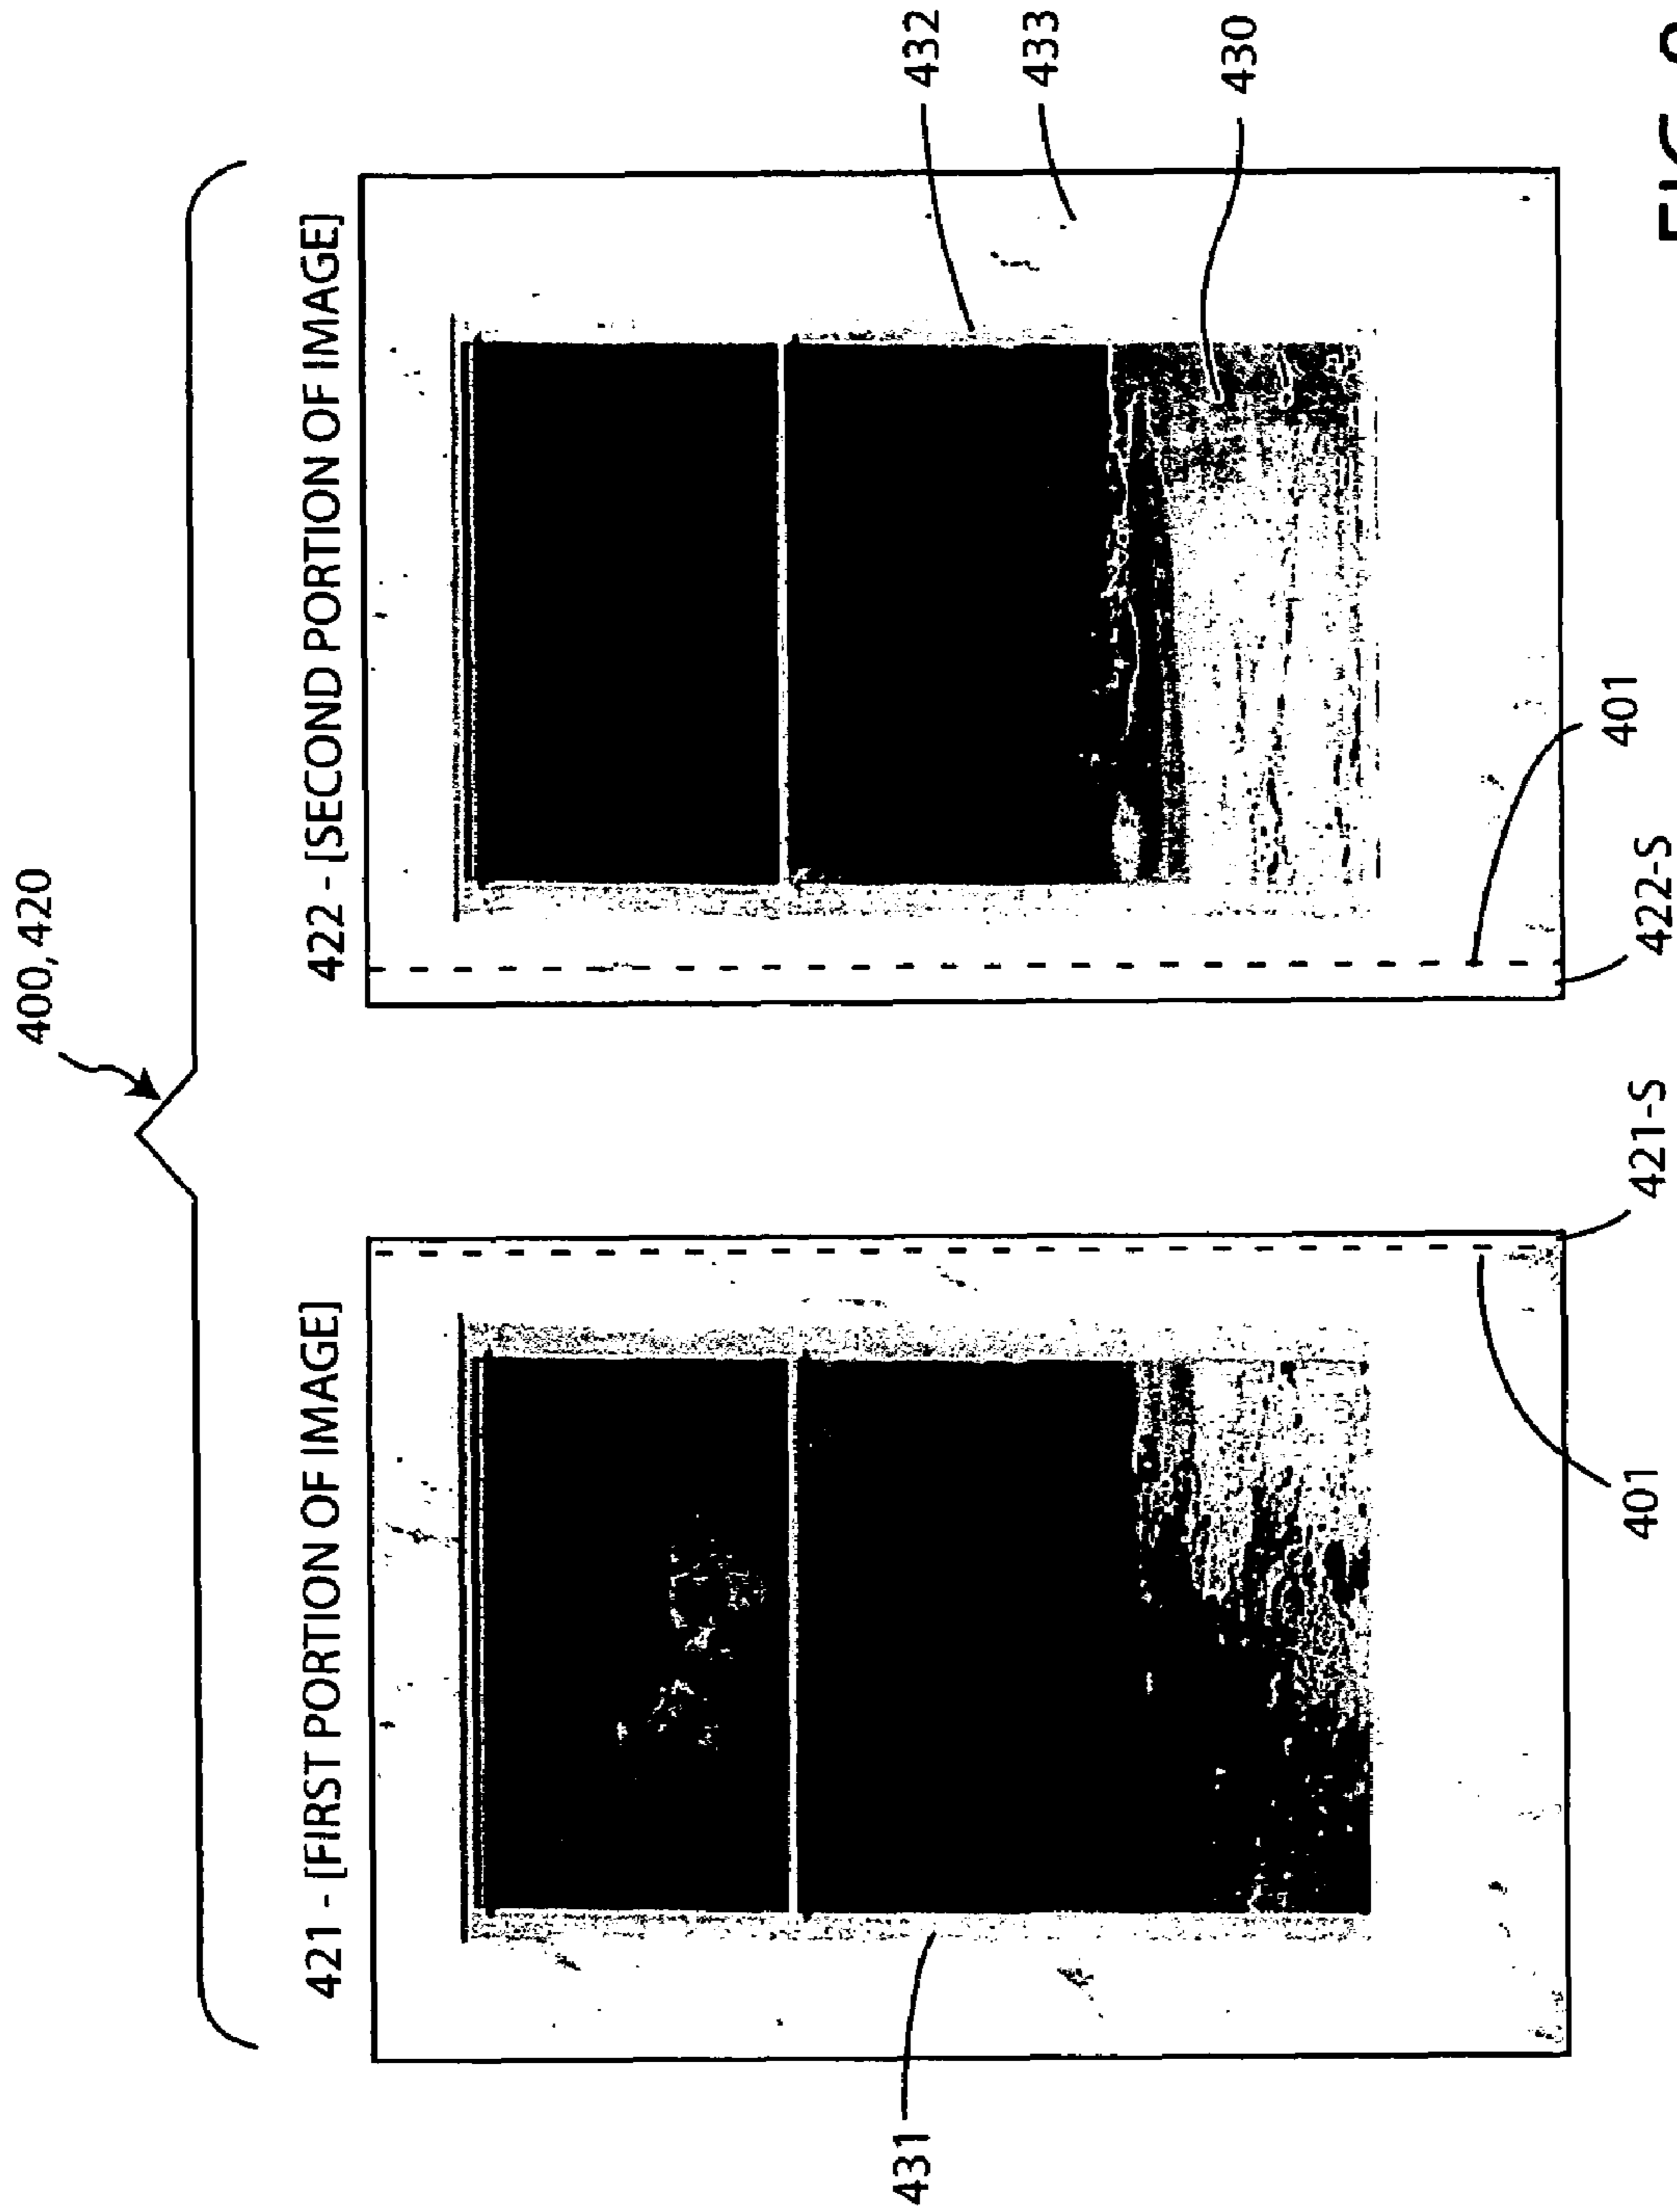 400,420
421 - [FIRST PORTION OF IMAGE]
422 - [SECOND PORTION OF IMAGE]
432
433
430
431
401
421-S
422-S
401